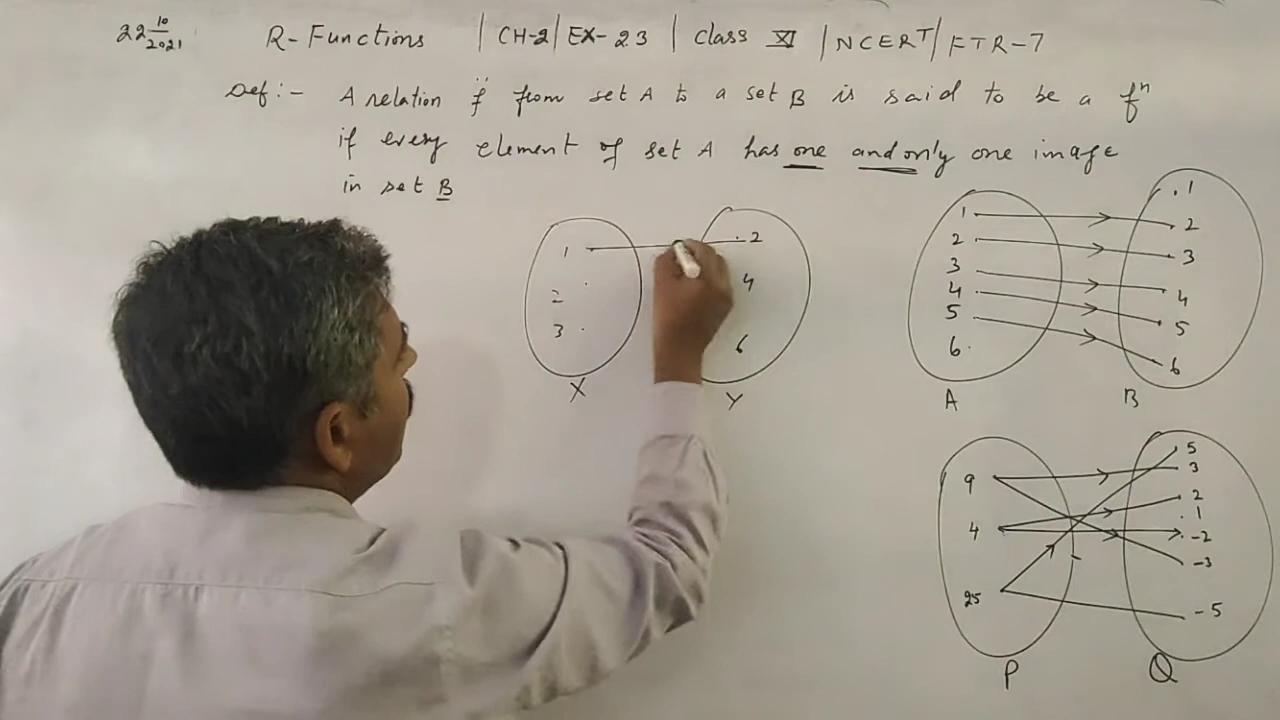 22 10/2021 R-Functions | CH-2 | EX-2.3 | Class XI | NCERT | FTR-7
Def :- A relation 'f' from set A to a set B is said to be a fⁿ
if every element of set A has one and only one image
in set B
1
2
3
X
2
4
6
Y
1
2
3
4
5
6
A
1
2
3
4
5
6
B
9
4
25
P
5
3
2
1
-2
-3
-5
Q